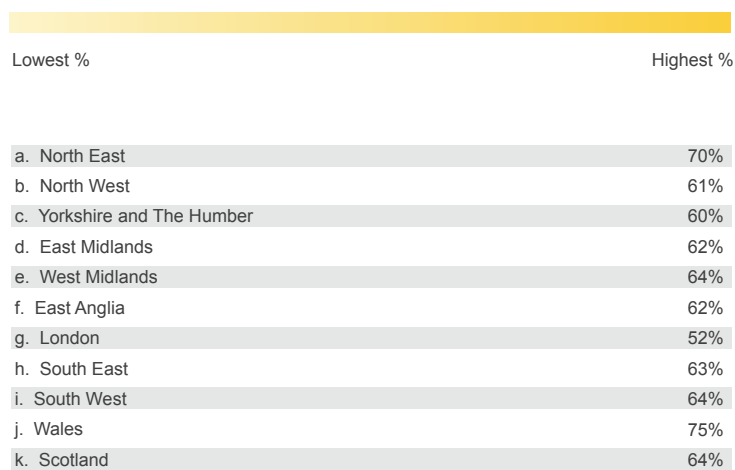 Lowest % Highest %
a. North East 70%
b. North West 61%
c. Yorkshire and The Humber 60%
d. East Midlands 62%
e. West Midlands 64%
f. East Anglia 62%
g. London 52%
h. South East 63%
i. South West 64%
j. Wales 75%
k. Scotland 64%